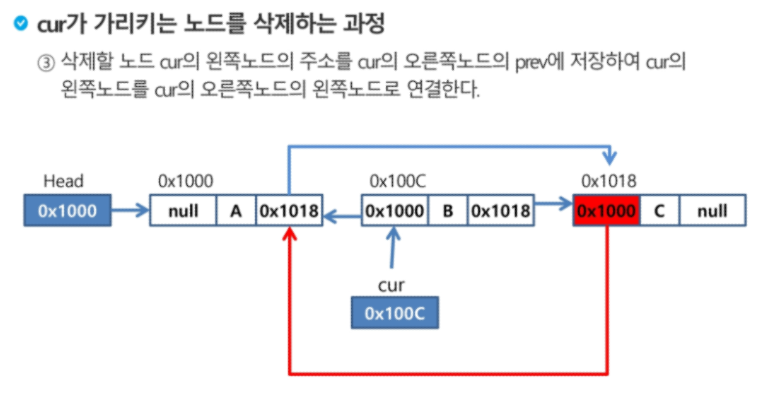 cur가 가리키는 노드를 삭제하는 과정
③ 삭제할 노드 cur의 왼쪽노드의 주소를 cur의 오른쪽노드의 prev에 저장하여 cur의
왼쪽노드를 cur의 오른쪽노드의 왼쪽노드로 연결한다.
Head 0x1000 0x100C 0x1018
0x1000 null A 0x1018 0x1000 B 0x1018 0x1000 C null
cur
0x100C